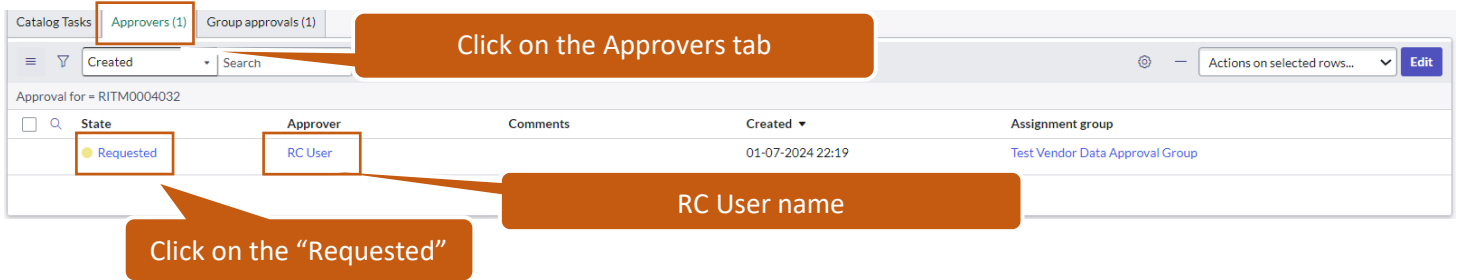 Catalog Tasks Approvers (1) Group approvals (1)
Click on the Approvers tab
Created Search Actions on selected rows... Edit
Approval for = RITM0004032
State Approver Comments Created Assignment group
Requested RC User 01-07-2024 22:19 Test Vendor Data Approval Group
RC User name
Click on the “Requested”